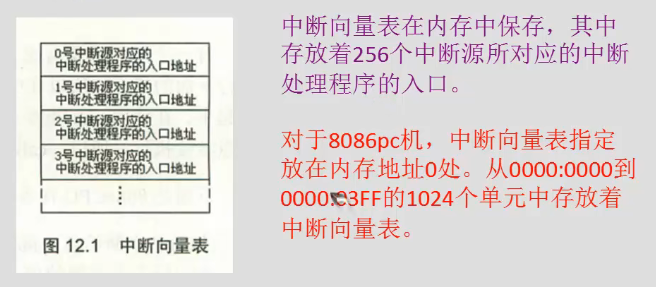 0号中断源对应的
中断处理程序的入口地址
1号中断源对应的
中断处理程序的入口地址
2号中断源对应的
中断处理程序的入口地址
3号中断源对应的
中断处理程序的入口地址
⋮
图 12.1 中断向量表
中断向量表在内存中保存，其中
存放着256个中断源所对应的中断
处理程序的入口。
对于8086pc机，中断向量表指定
放在内存地址0处。从0000:0000到
0000:03FF的1024个单元中存放着
中断向量表。